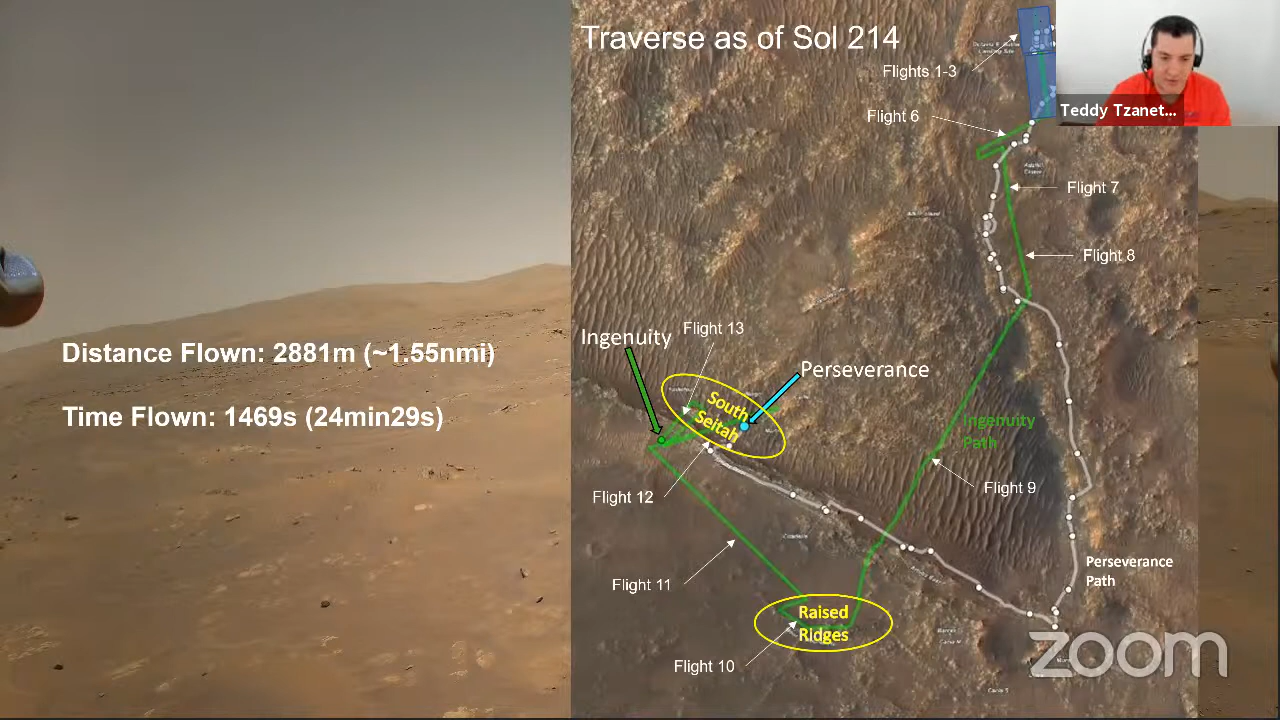 Traverse as of Sol 214
Flights 1-3
Teddy Tzanet...
Flight 6
Flight 7
Flight 8
Ingenuity
Flight 13
Perseverance
Distance Flown: 2881m (~1.55nmi)
South
Seitah
Time Flown: 1469s (24min29s)
Ingenuity
Path
Flight 9
Flight 12
Flight 11
Perseverance
Path
Raised
Ridges
Flight 10
zoom